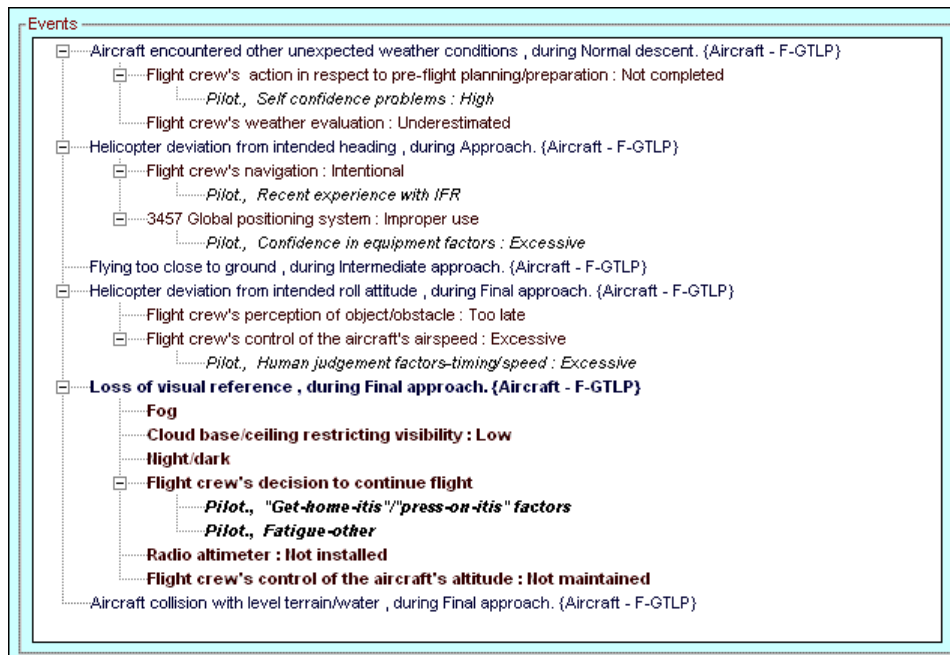 Events
Aircraft encountered other unexpected weather conditions , during Normal descent. {Aircraft - F-GTLP}
Flight crew's action in respect to pre-flight planning/preparation : Not completed
Pilot., Self confidence problems : High
Flight crew's weather evaluation : Underestimated
Helicopter deviation from intended heading , during Approach. {Aircraft - F-GTLP}
Flight crew's navigation : Intentional
Pilot., Recent experience with IFR
3457 Global positioning system : Improper use
Pilot., Confidence in equipment factors : Excessive
Flying too close to ground , during Intermediate approach. {Aircraft - F-GTLP}
Helicopter deviation from intended roll attitude , during Final approach. {Aircraft - F-GTLP}
Flight crew's perception of object/obstacle : Too late
Flight crew's control of the aircraft's airspeed : Excessive
Pilot., Human judgement factors-timing/speed : Excessive
Loss of visual reference , during Final approach. {Aircraft - F-GTLP}
Fog
Cloud base/ceiling restricting visibility : Low
Night/dark
Flight crew's decision to continue flight
Pilot., "Get-home-itis"/"press-on-itis" factors
Pilot., Fatigue-other
Radio altimeter : Not installed
Flight crew's control of the aircraft's altitude : Not maintained
Aircraft collision with level terrain/water , during Final approach. {Aircraft - F-GTLP}